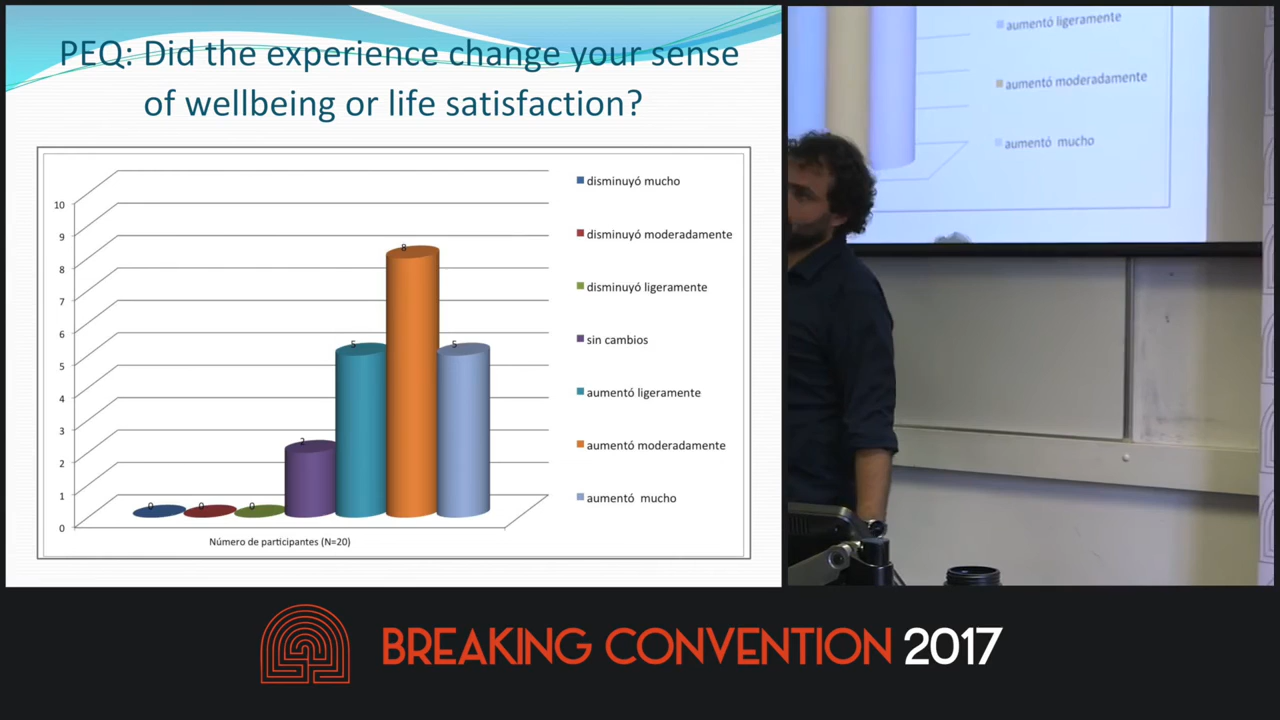 PEQ: Did the experience change your sense
of wellbeing or life satisfaction?
10
9
8
7
6
5
4
3
2
1
0
0
0
0
2
5
8
5
Número de participantes (N=20)
disminuyó mucho
disminuyó moderadamente
disminuyó ligeramente
sin cambios
aumentó ligeramente
aumentó moderadamente
aumentó  mucho
aumentó ligeramente
aumentó moderadamente
aumentó  mucho
BREAKING CONVENTION 2017